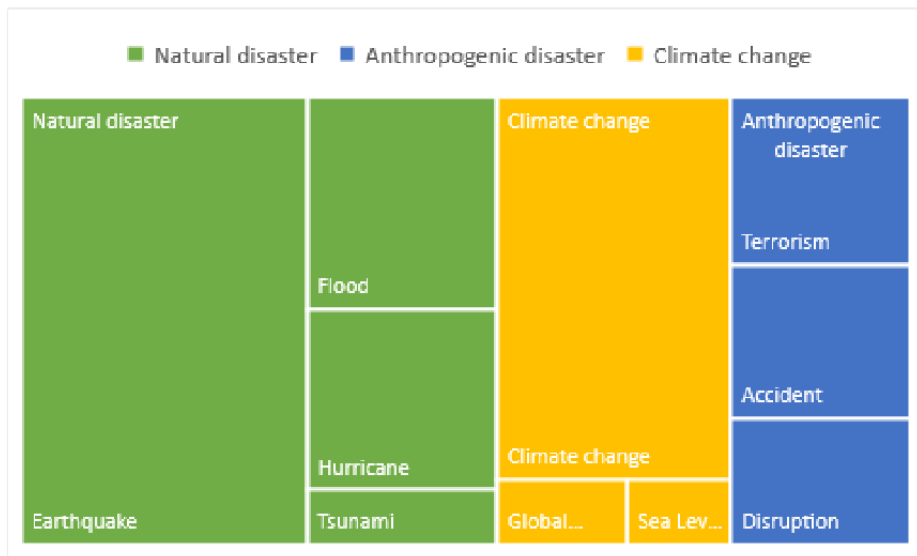 Natural disaster Anthropogenic disaster Climate change
Natural disaster
Climate change
Anthropogenic
disaster
Terrorism
Flood
Accident
Climate change
Hurricane
Earthquake
Tsunami
Global...
Sea Lev...
Disruption